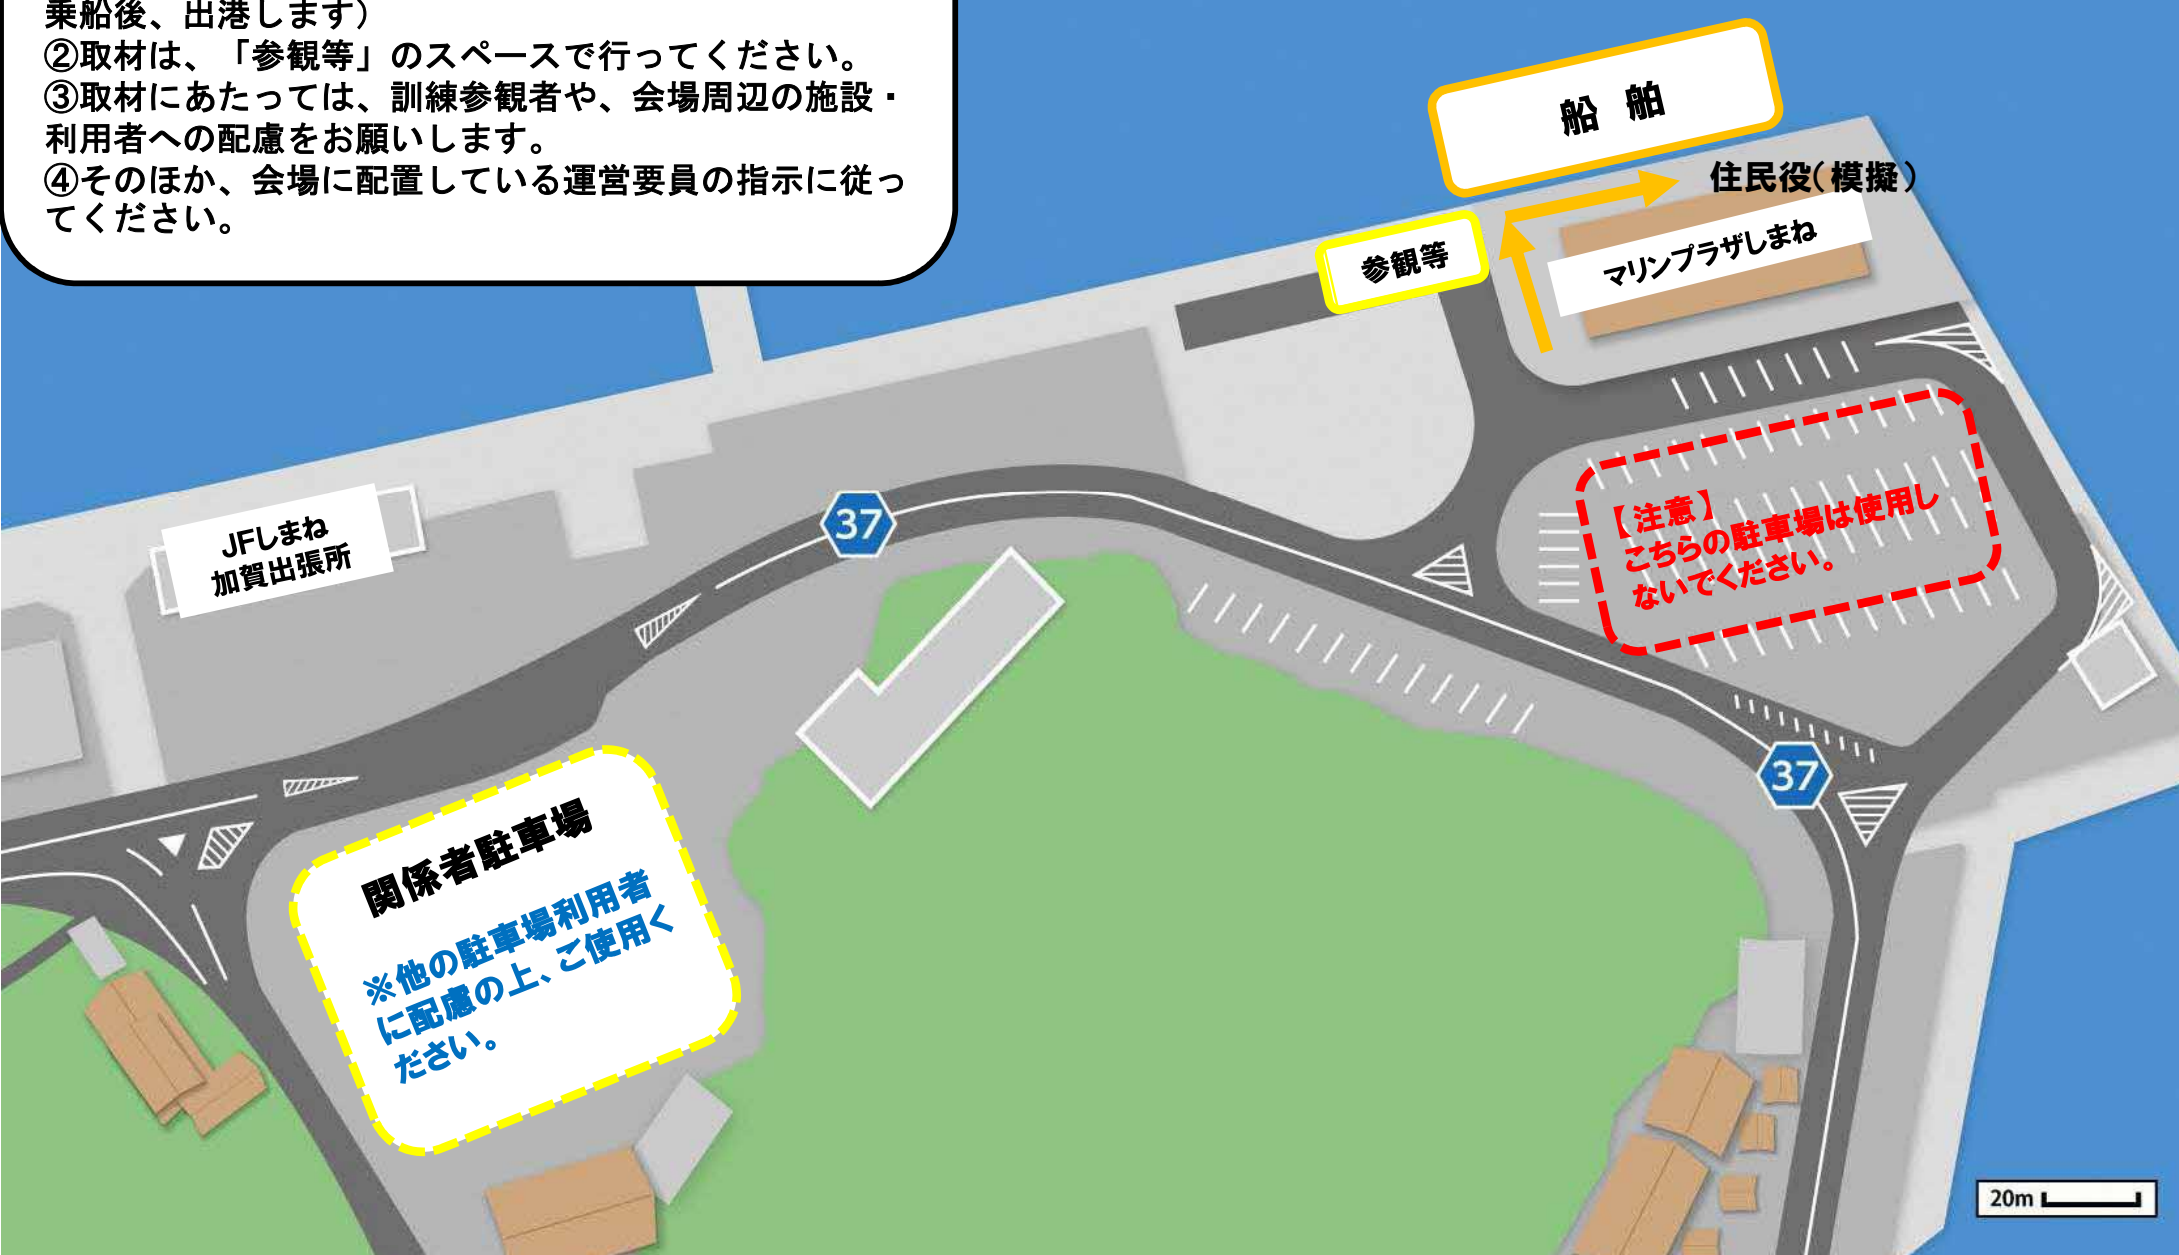 乗船後、出港します）
②取材は、「参観等」のスペースで行ってください。
③取材にあたっては、訓練参観者や、会場周辺の施設・
利用者への配慮をお願いします。
④そのほか、会場に配置している運営要員の指示に従っ
てください。
船　舶
住民役（模擬）
参観等
マリンプラザしまね
【注意】
こちらの駐車場は使用し
ないでください。
JFしまね
加賀出張所
37
37
関係者駐車場
※他の駐車場利用者
に配慮の上、ご使用く
ださい。
20m